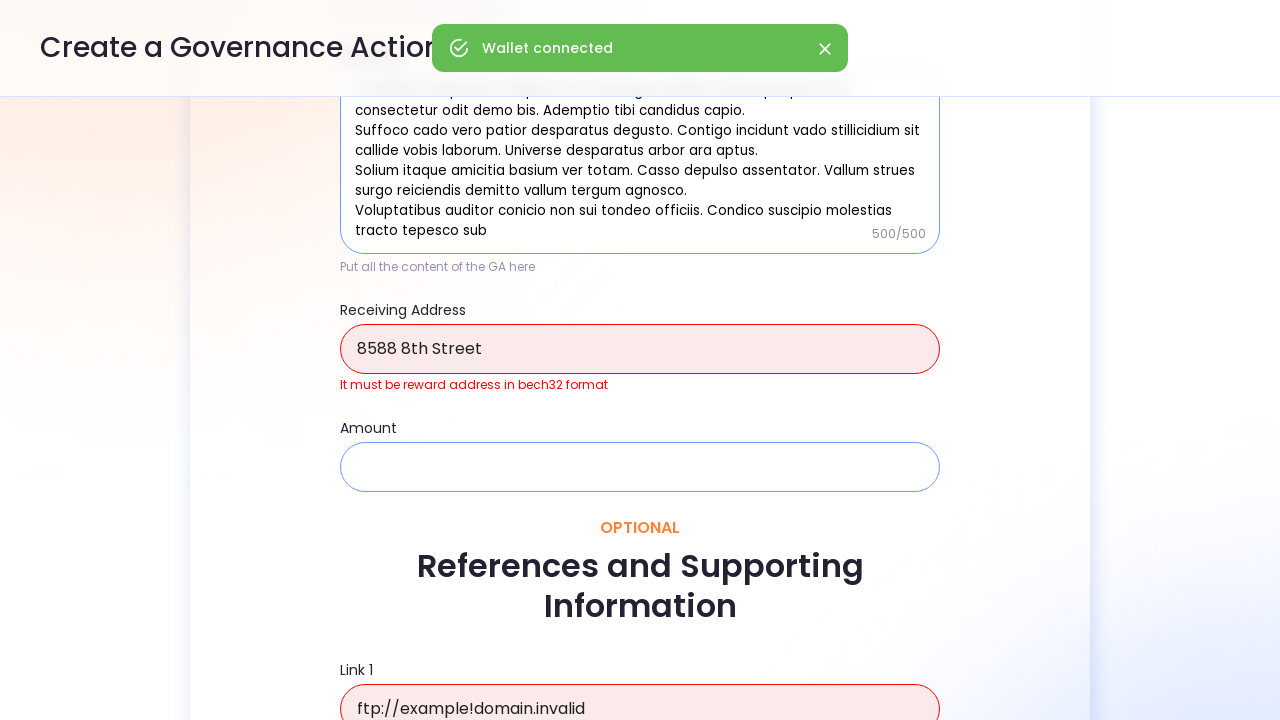 Create a Governance Action
Wallet connected
consectetur odit demo bis. Ademptio tibi candidus capio.
Suffoco cado vero patior desparatus degusto. Contigo incidunt vado stillicidium sit
callide vobis laborum. Universe desparatus arbor ara aptus.
Solium itaque amicitia basium ver totam. Casso depulso assentator. Vallum strues
surgo reiciendis demitto vallum tergum agnosco.
Voluptatibus auditor conicio non sui tondeo officiis. Condico suscipio molestias
tracto tepesco sub
500/500
Put all the content of the GA here
Receiving Address
8588 8th Street
It must be reward address in bech32 format
Amount
OPTIONAL
References and Supporting
Information
Link 1
ftp://example!domain.invalid